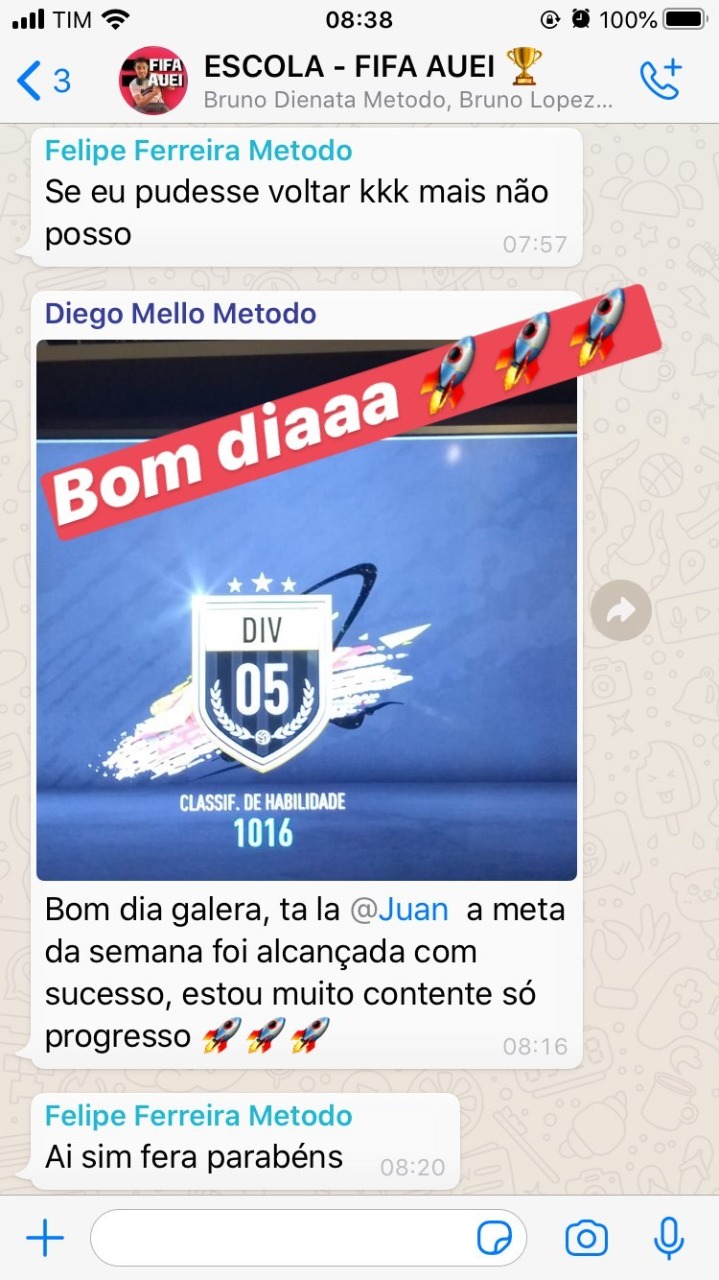 TIM 08:38 100%
3 ESCOLA - FIFA AUEI 🏆
FIFA AUEI
Bruno Dienata Metodo, Bruno Lopez...
Felipe Ferreira Metodo
Se eu pudesse voltar kkk mais não
posso
07:57
Diego Mello Metodo
Bom diaaa 🚀🚀🚀
DIV
05
CLASSIF. DE HABILIDADE
1016
Bom dia galera, ta la @Juan a meta
da semana foi alcançada com
sucesso, estou muito contente só
progresso 🚀🚀🚀
08:16
Felipe Ferreira Metodo
Ai sim fera parabéns
08:20